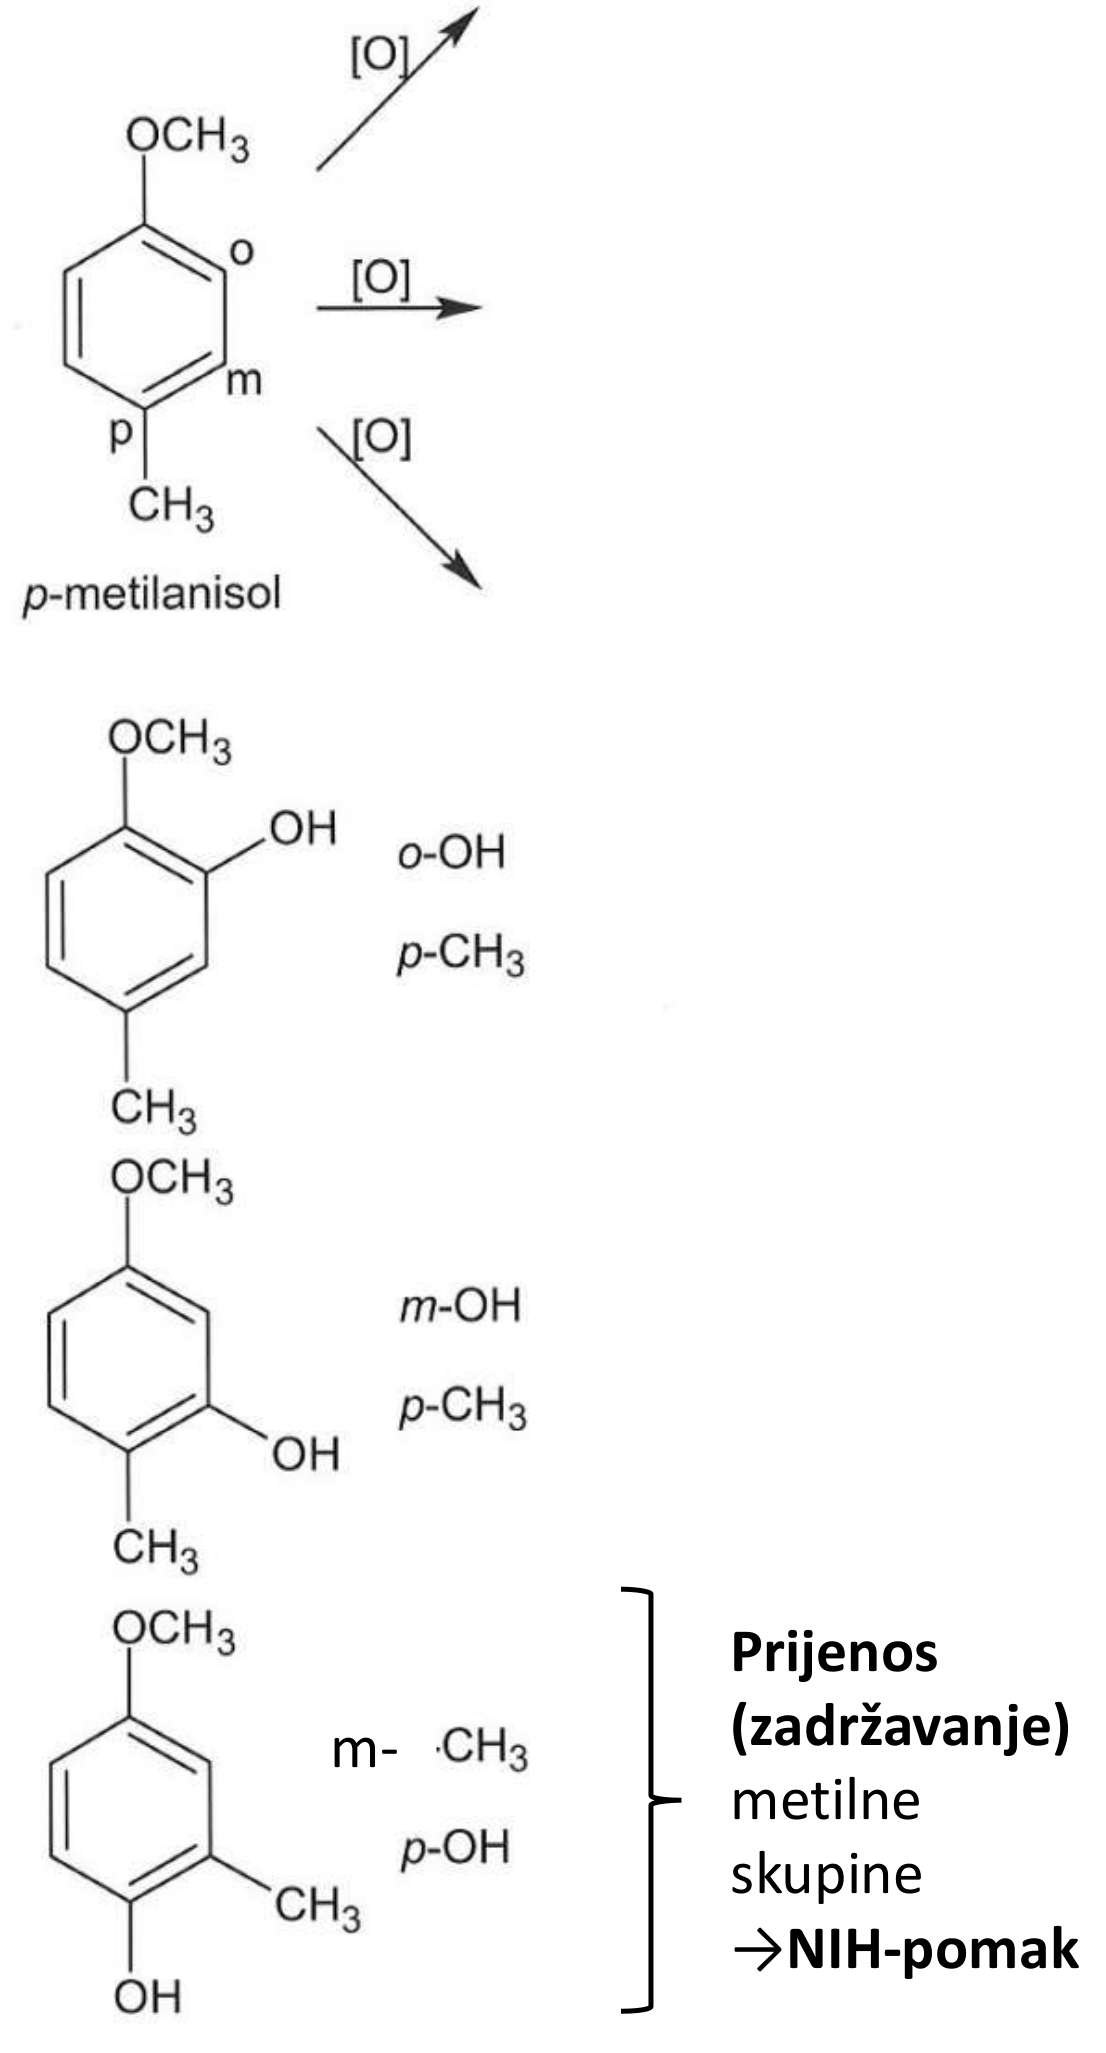 [O]
OCH3
o
[O]
m
p
[O]
CH3
p-metilanisol
OCH3
OH
o-OH
p-CH3
CH3
OCH3
m-OH
p-CH3
OH
CH3
OCH3
m- ·CH3
p-OH
CH3
OH
Prijenos
(zadržavanje)
metilne
skupine
→NIH-pomak